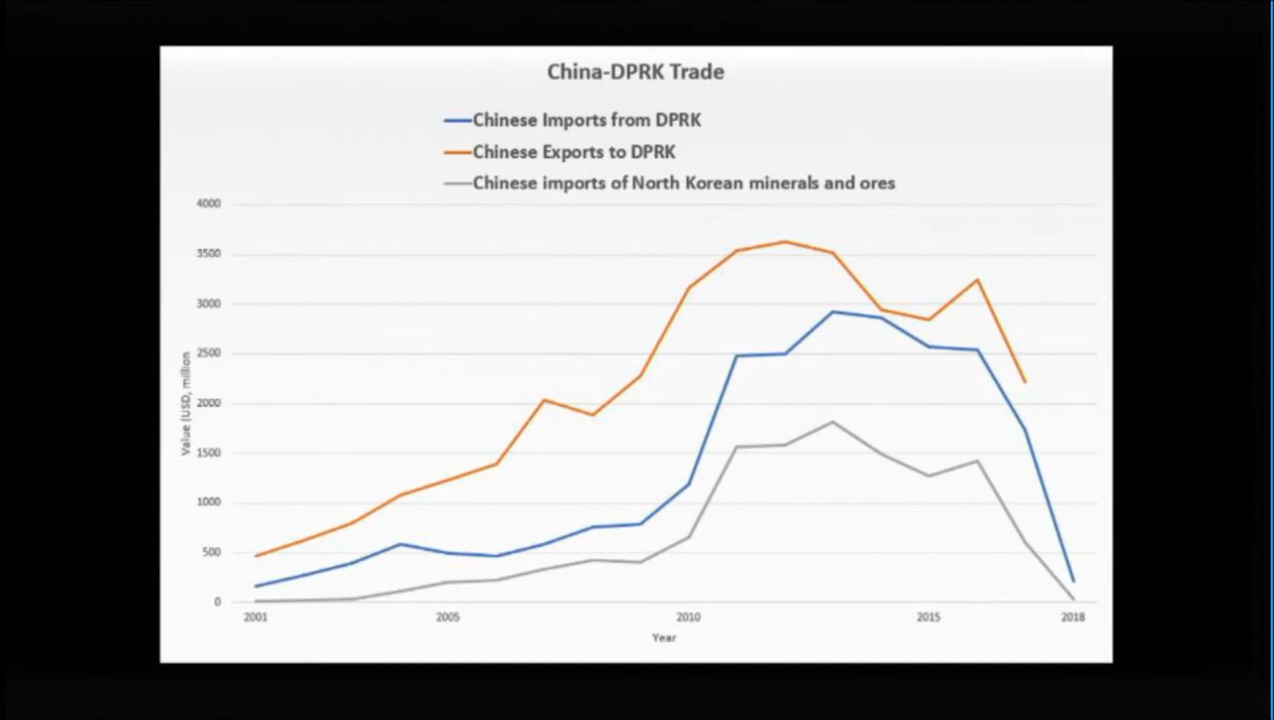 China-DPRK Trade
Chinese Imports from DPRK
Chinese Exports to DPRK
Chinese imports of North Korean minerals and ores
4000
3500
3000
2500
2000
1500
1000
500
0
Value (USD, million
2001
2005
2010
2015
2018
Year